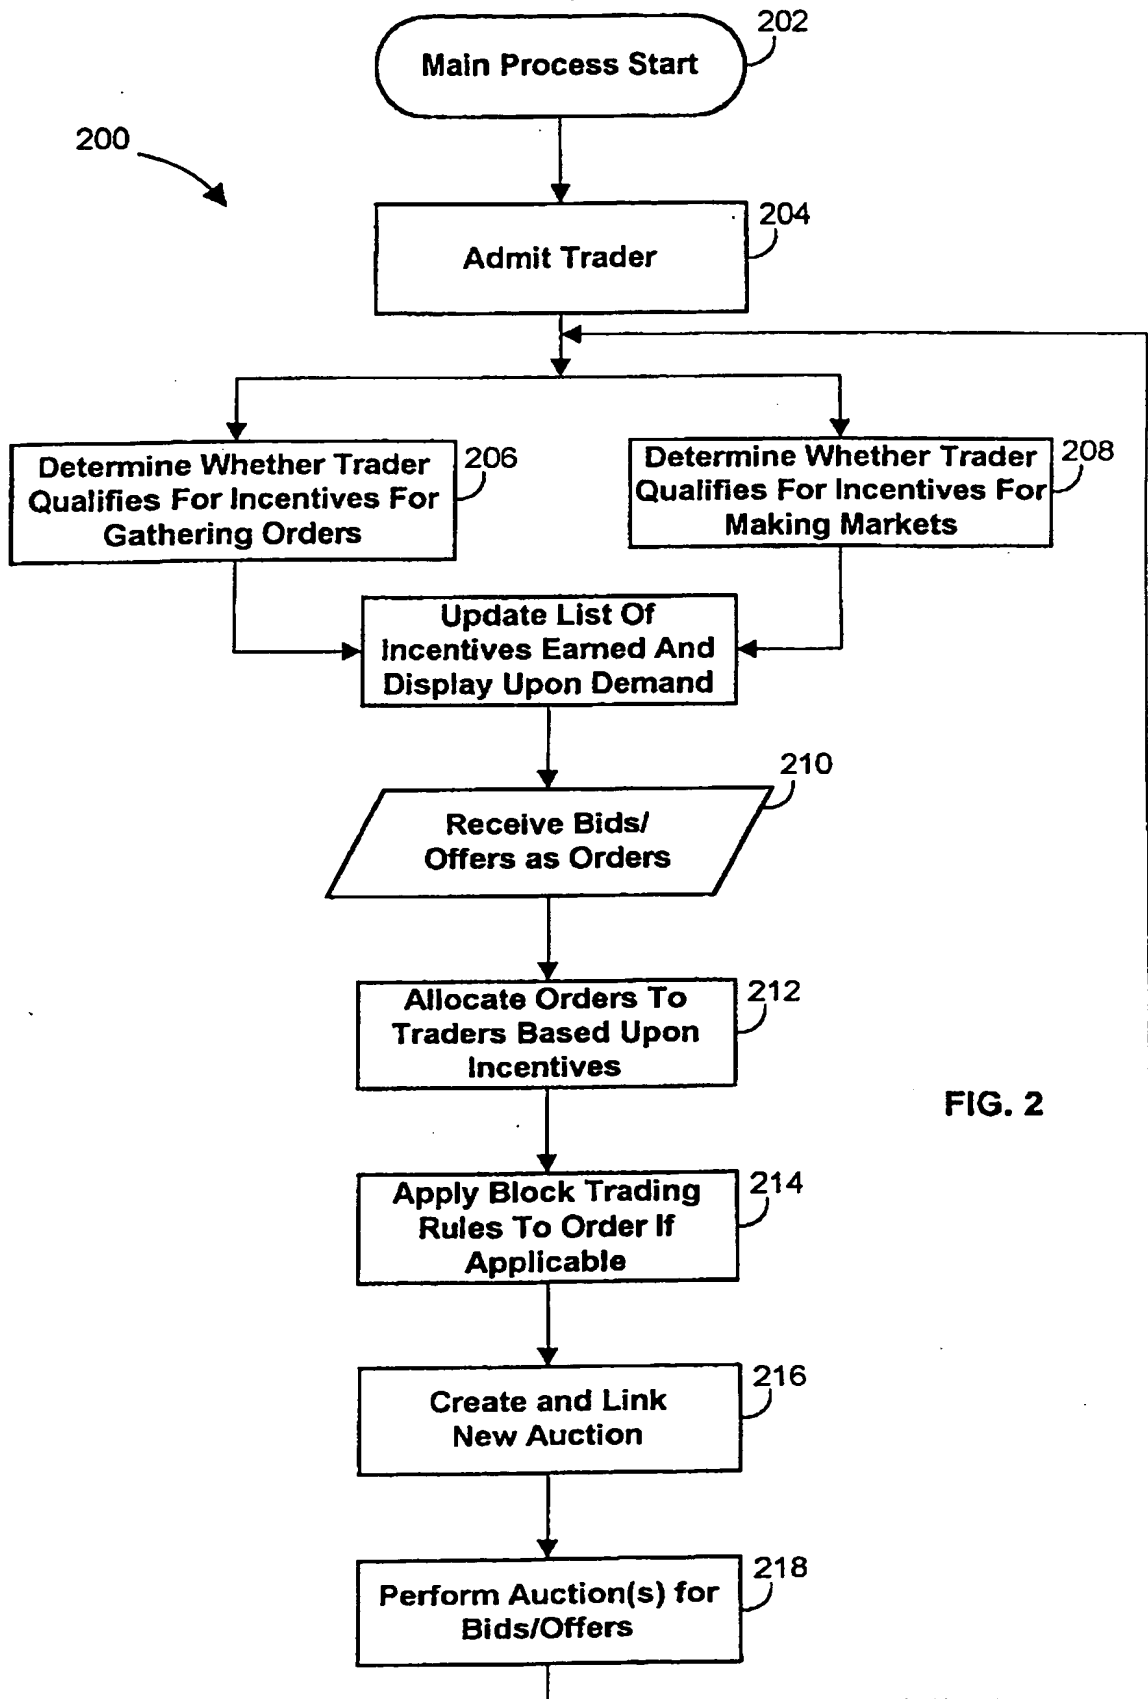 202
Main Process Start
200
204
Admit Trader
Determine Whether Trader
Qualifies For Incentives For
Gathering Orders
206
Determine Whether Trader
Qualifies For Incentives For
Making Markets
208
Update List Of
Incentives Earned And
Display Upon Demand
210
Receive Bids/
Offers as Orders
212
Allocate Orders To
Traders Based Upon
Incentives
FIG. 2
214
Apply Block Trading
Rules To Order If
Applicable
216
Create and Link
New Auction
218
Perform Auction(s) for
Bids/Offers